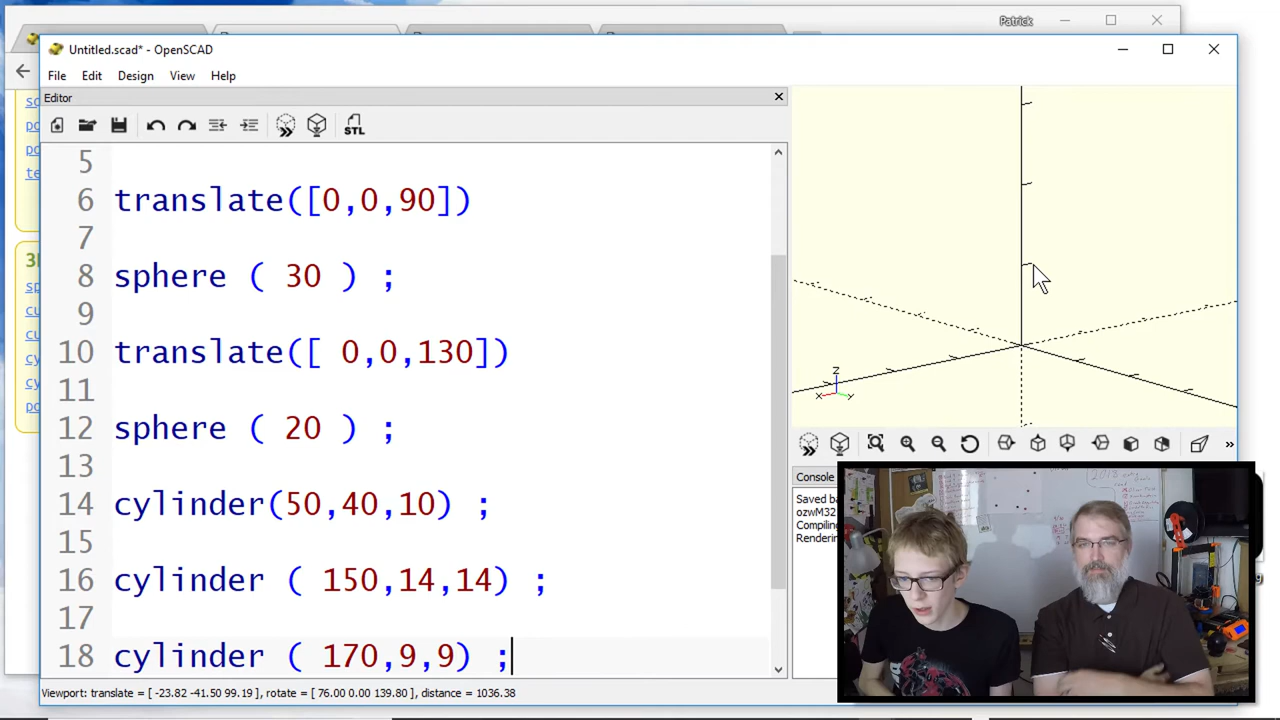 Patrick
Untitled.scad* - OpenSCAD
File Edit Design View Help
Editor
STL
5
6 translate([0,0,90])
7
8 sphere ( 30 ) ;
9
10 translate([ 0,0,130])
11
12 sphere ( 20 ) ;
13
14 cylinder(50,40,10) ;
15
16 cylinder ( 150,14,14) ;
17
18 cylinder ( 170,9,9) ;
Z
X Y
»
Console
Saved ba
ozwM32
Compiling
Rendering
Viewport: translate = [ -23.82 -41.50 99.19 ], rotate = [ 76.00 0.00 139.80 ], distance = 1036.38